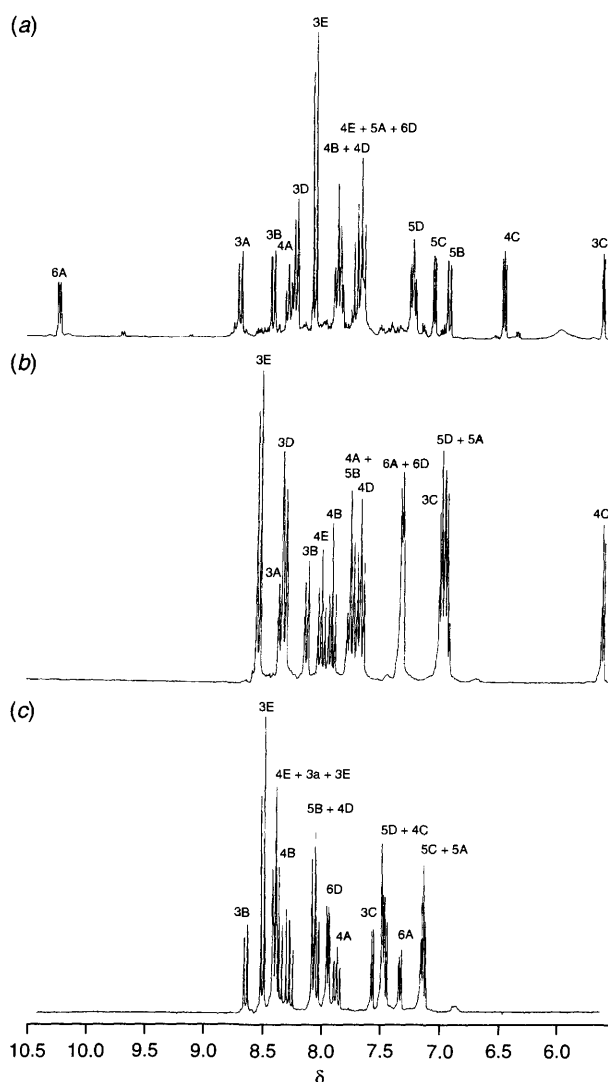 (a)
3E
4E + 5A + 6D
4B + 4D
3D
3A
3B
4A
5D
5C
5B
4C
3C
6A
(b)
3E
3D
4A +
5B
4D
6A + 6D
5D + 5A
3C
4B
4E
3B
3A
4C
(c)
3E
4E + 3a + 3E
5B + 4D
5D + 4C
5C + 5A
4B
6D
3B
4A
3C
6A
10.5 10.0 9.5 9.0 8.5 8.0 7.5 7.0 6.5 6.0
δ